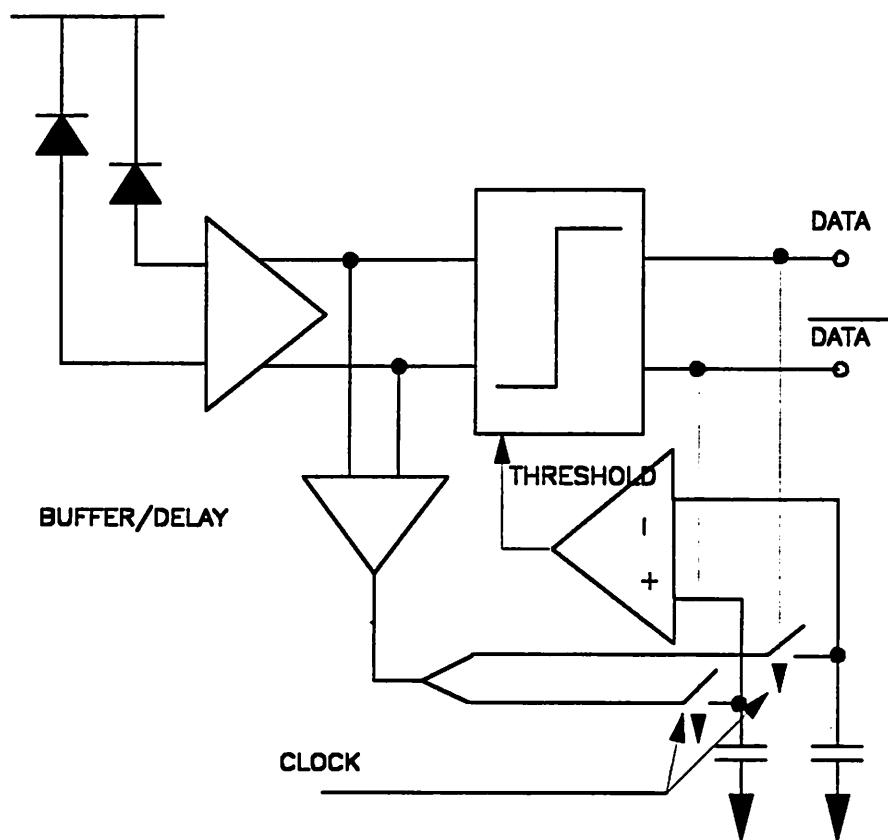 DATA
DATA
THRESHOLD
BUFFER/DELAY
-
+
CLOCK